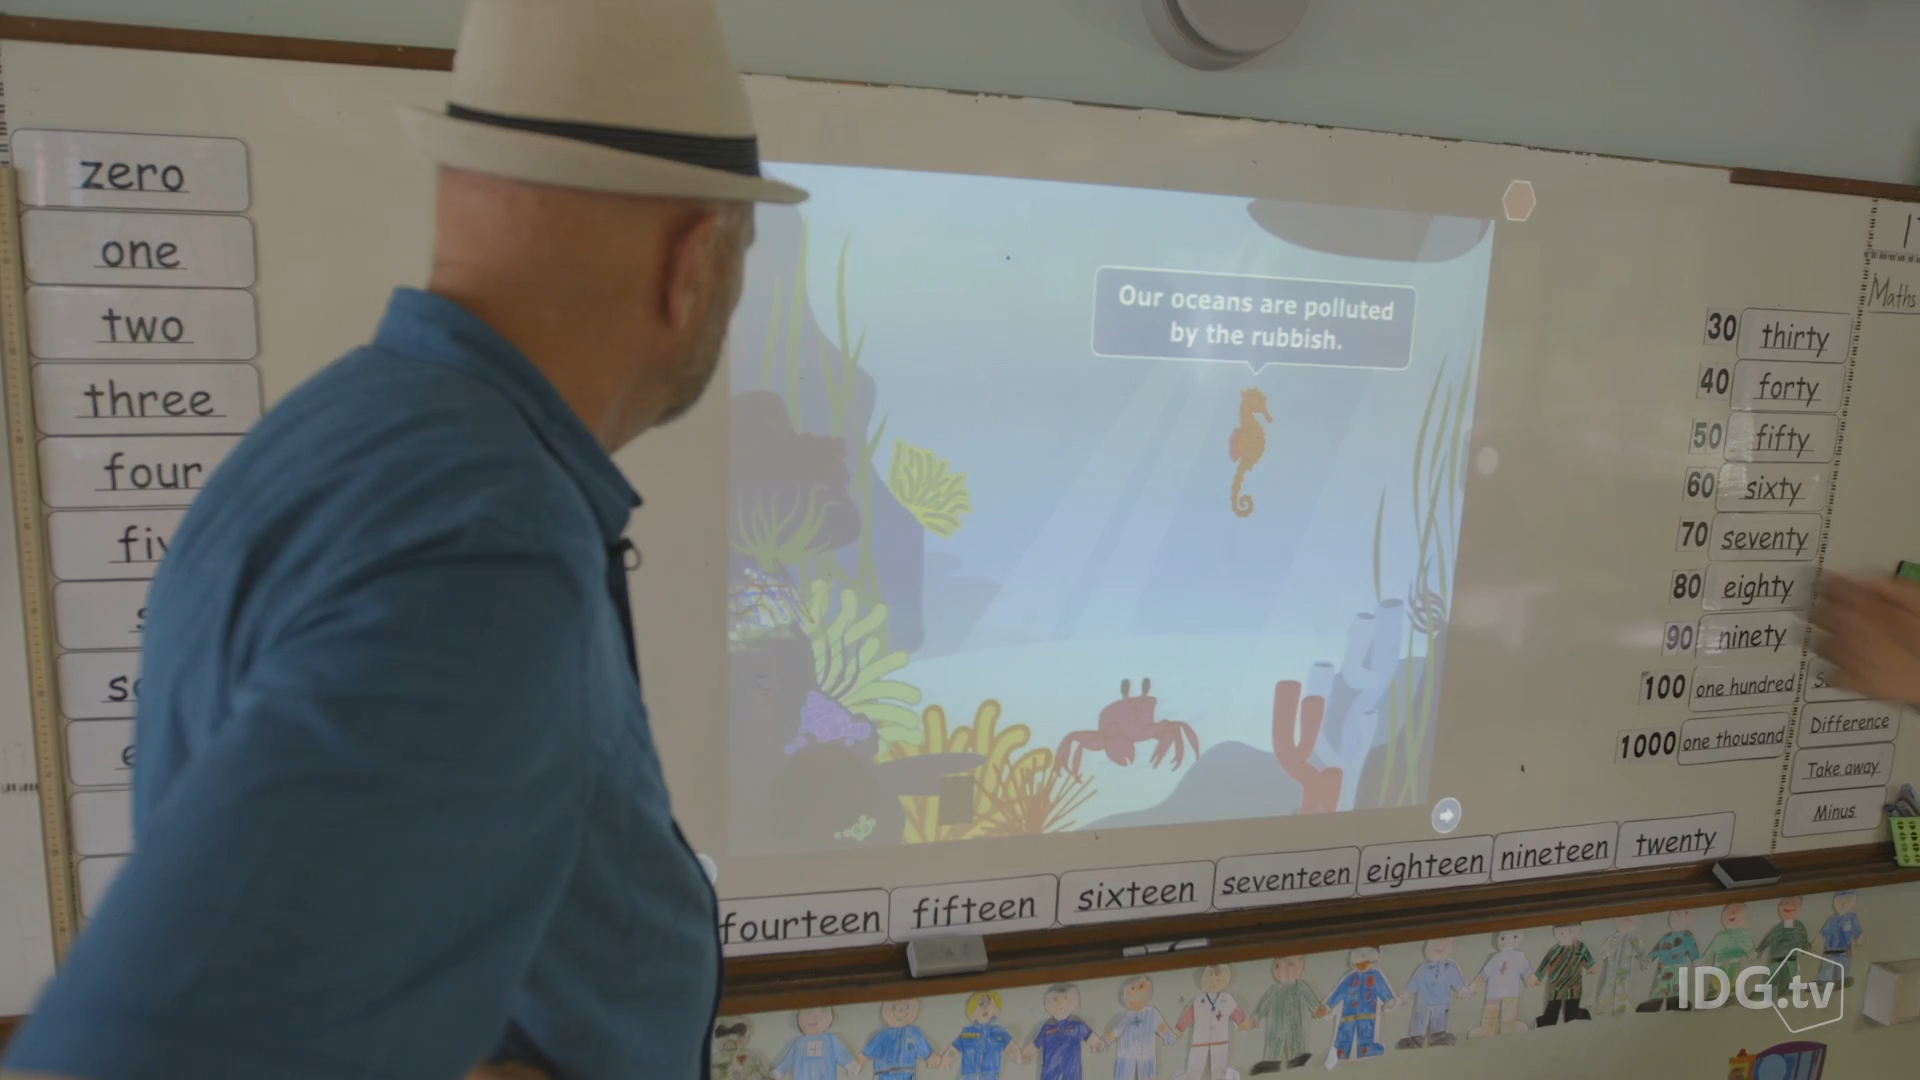 zero
one
two
three
four
Our oceans are polluted
by the rubbish.
30 thirty
40 forty
50 fifty
60 sixty
70 seventy
80 eighty
90 ninety
100 one hundred
1000 one thousand
Maths
Difference
Take away
Minus
fourteen
fifteen
sixteen
seventeen
eighteen
nineteen
twenty
IDG.tv